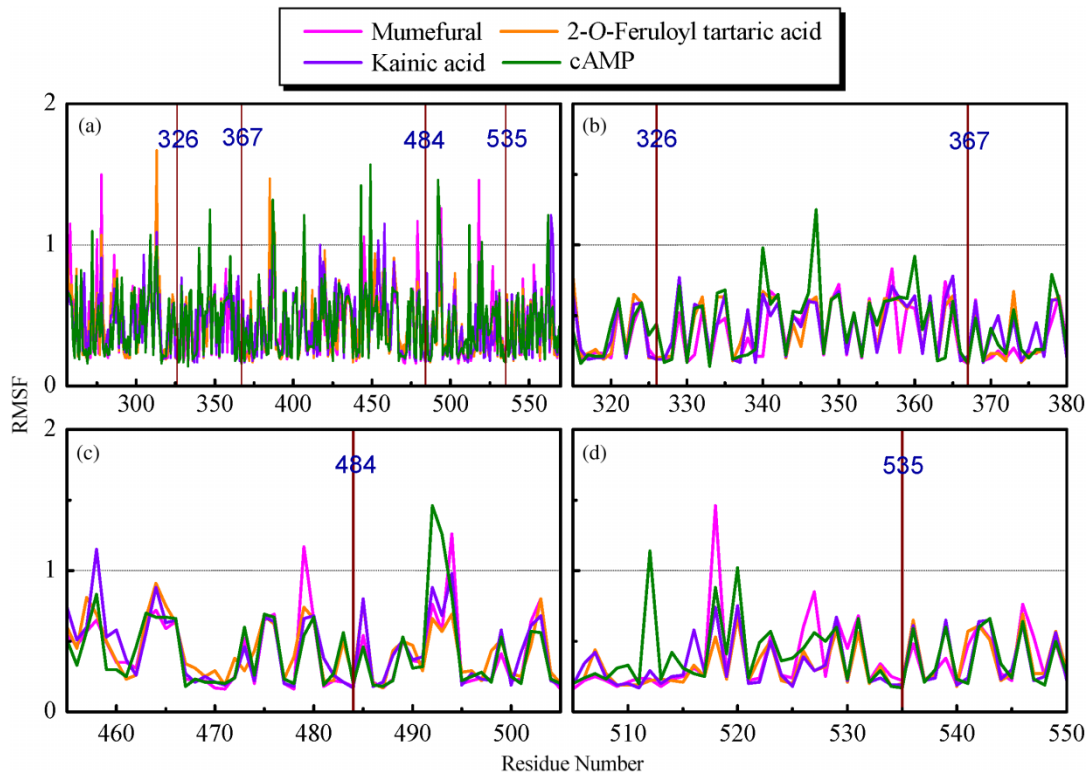 Mumefural 2-O-Feruloyl tartaric acid
Kainic acid cAMP
2
(a) 326 367 484 535
(b) 326 367
1
0
300 350 400 450 500 550
320 330 340 350 360 370 380
RMSF
2
(c) 484
(d) 535
1
0
460 470 480 490 500
510 520 530 540 550
Residue Number